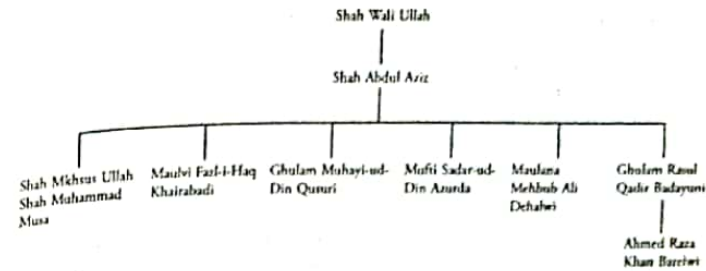 Shah Wali Ullah
Shah Abdul Aziz
Shah Mkhsus Ullah
Shah Muhammad
Musa
Maulvi Fazl-i-Haq
Khairabadi
Ghulam Muhayi-ud-
Din Qusuri
Mufti Sadar-ud-
Din Azurda
Maulana
Mehbub Ali
Dehalwi
Gholam Rasul
Qadir Badayuni
Ahmed Raza
Khan Barelwi